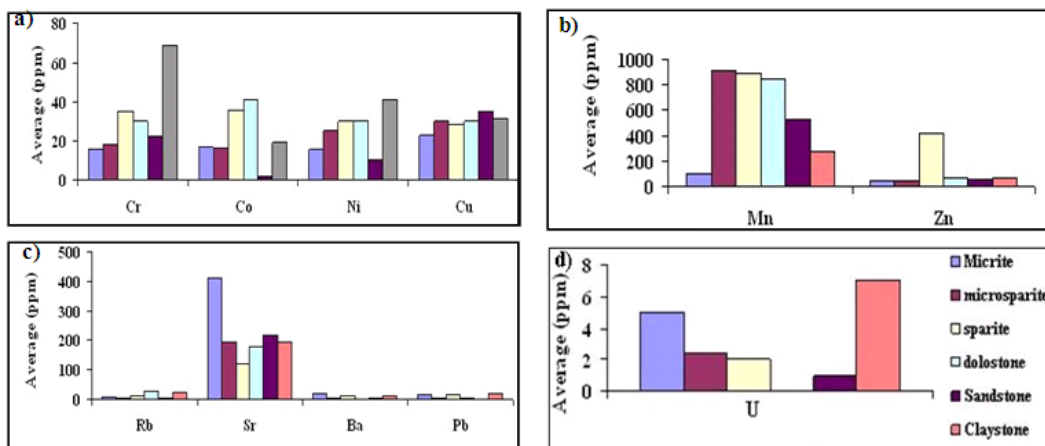 a)
Average (ppm)
80
60
40
20
0
Cr Co Ni Cu
b)
Average (ppm)
1000
800
600
400
200
0
Mn Zn
c)
Average (ppm)
500
400
300
200
100
0
Rb Sr Ba Pb
d)
Average (ppm)
8
6
4
2
0
U
Micrite
microsparite
sparite
dolostone
Sandstone
Claystone